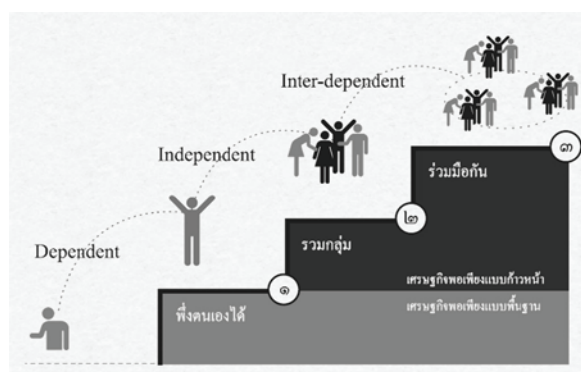 Inter-dependent
Independent
Dependent
ร่วมมือกัน
๓
รวมกลุ่ม
๒
เศรษฐกิจพอเพียงแบบก้าวหน้า
พึ่งตนเองได้
๑
เศรษฐกิจพอเพียงแบบพื้นฐาน